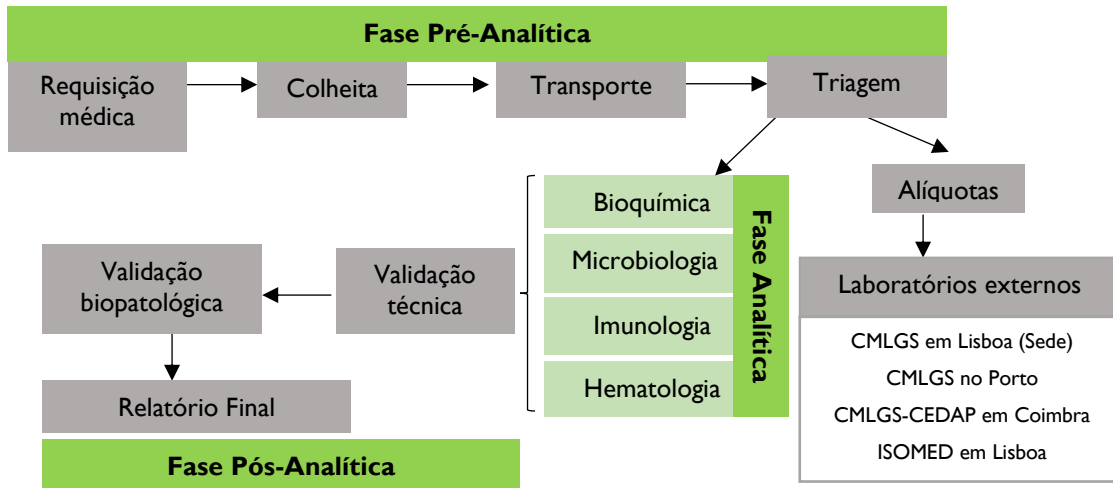 Fase Pré-Analítica
Requisição
médica
Colheita
Transporte
Triagem
Bioquímica
Microbiologia
Imunologia
Hematologia
Fase Analítica
Alíquotas
Laboratórios externos
CMLGS em Lisboa (Sede)
CMLGS no Porto
CMLGS-CEDAP em Coimbra
ISOMED em Lisboa
Validação
técnica
Validação
biopatológica
Relatório Final
Fase Pós-Analítica